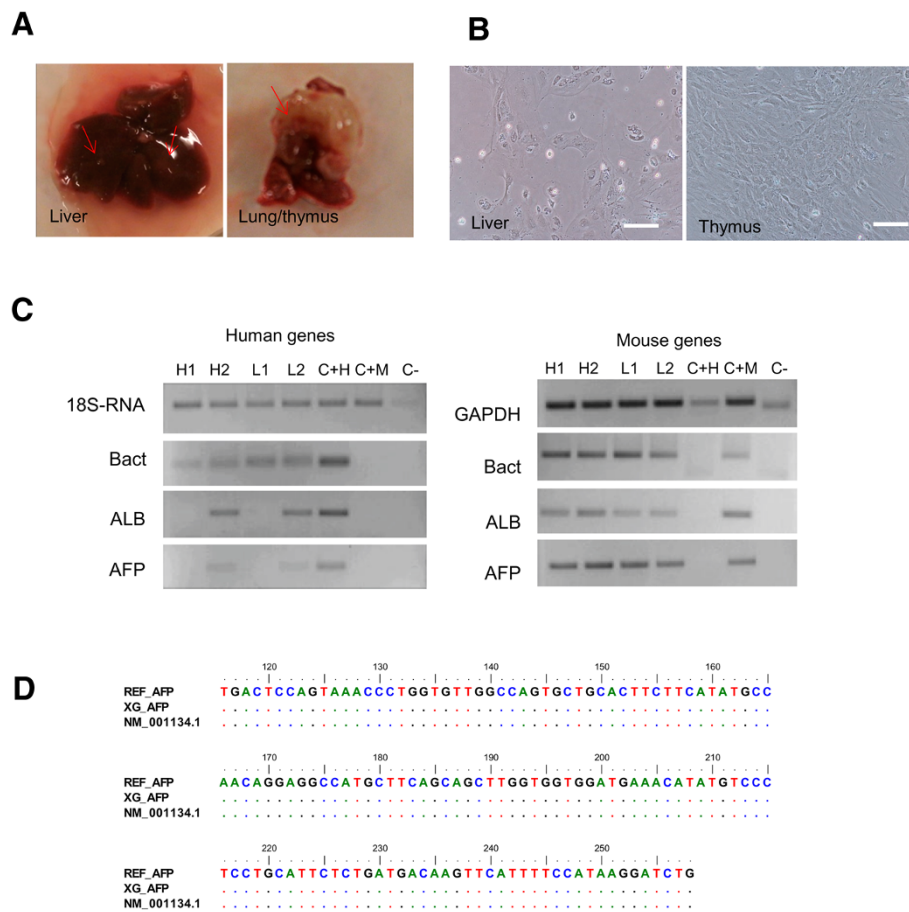 A
B
Liver
Lung/thymus
Liver
Thymus
C
Human genes
H1 H2 L1 L2 C+H C+M C-
18S-RNA
Bact
ALB
AFP
Mouse genes
H1 H2 L1 L2 C+H C+M C-
GAPDH
Bact
ALB
AFP
D
120 130 140 150 160
REF_AFP TGACTCCAGTAAACCCTGGTGTTGGCCAGTGCTGCACTTCTTCATATGCC
XG_AFP
NM_001134.1
170 180 190 200 210
REF_AFP AACAGGAGGCCATGCTTCAGCAGCTTGGTGGTGGATGAAACATATGTCCC
XG_AFP
NM_001134.1
220 230 240 250
REF_AFP TCCTGCATTCTCTGATGACAAGTTCATTTTCCATAAGGATCTG
XG_AFP
NM_001134.1